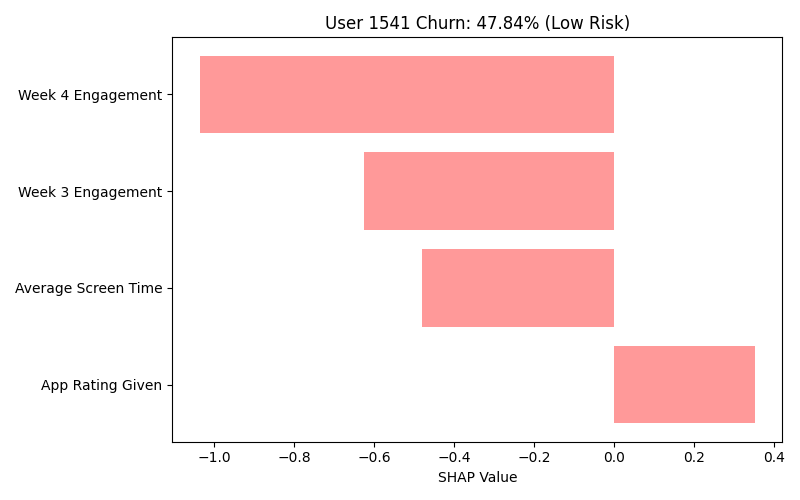 User 1541 Churn: 47.84% (Low Risk)
Week 4 Engagement
Week 3 Engagement
Average Screen Time
App Rating Given
−1.0 −0.8 −0.6 −0.4 −0.2 0.0 0.2 0.4
SHAP Value